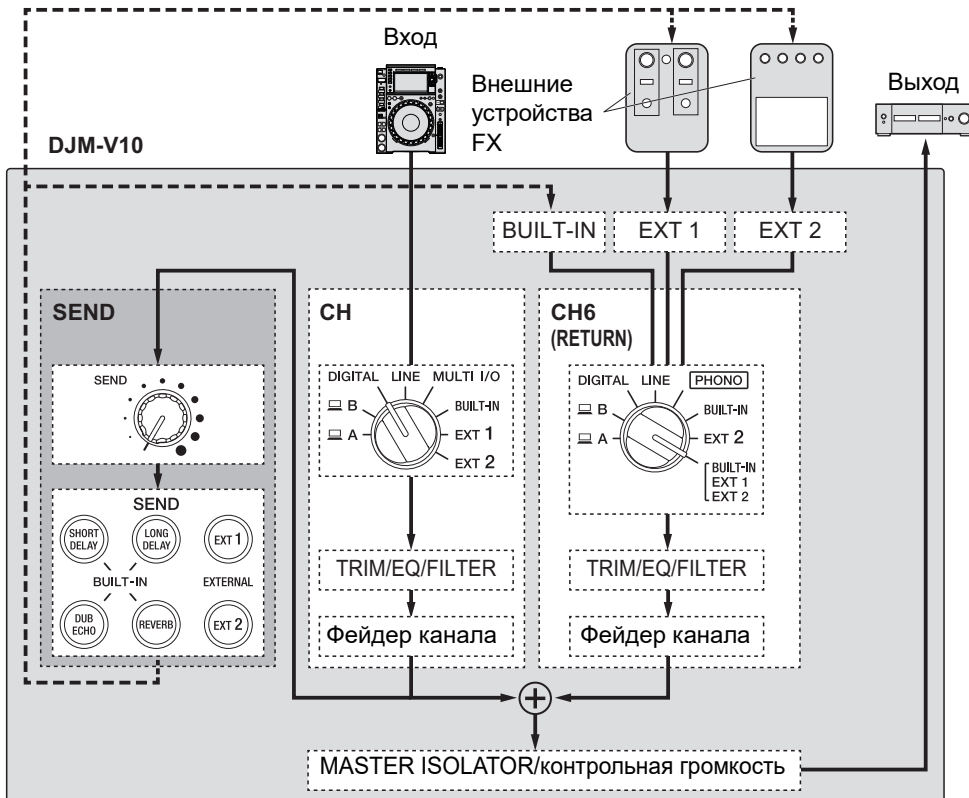 Вход
Внешние
устройства
FX
Выход
DJM-V10
BUILT-IN
EXT 1
EXT 2
SEND
SEND
SEND
SHORT
DELAY
LONG
DELAY
EXT 1
BUILT-IN
EXTERNAL
DUB
ECHO
REVERB
EXT 2
CH
DIGITAL LINE MULTI I/O
B
BUILT-IN
A
EXT 1
EXT 2
TRIM/EQ/FILTER
Фейдер канала
CH6
(RETURN)
DIGITAL LINE PHONO
B
BUILT-IN
A
EXT 2
BUILT-IN
EXT 1
EXT 2
TRIM/EQ/FILTER
Фейдер канала
MASTER ISOLATOR/контрольная громкость